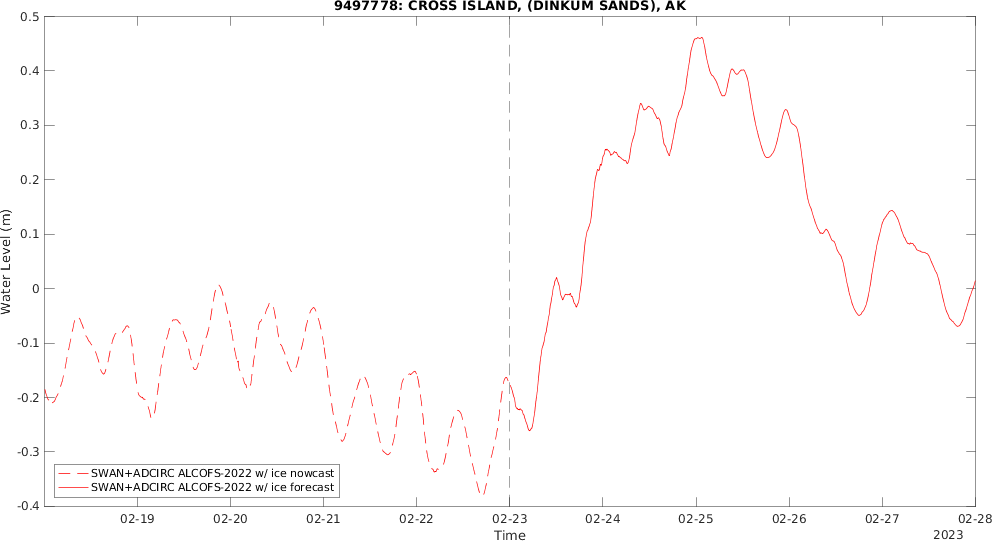 9497778: CROSS ISLAND, (DINKUM SANDS), AK
0.5
0.4
0.3
0.2
0.1
0
-0.1
-0.2
-0.3
-0.4
Water Level (m)
SWAN+ADCIRC ALCOFS-2022 w/ ice nowcast
SWAN+ADCIRC ALCOFS-2022 w/ ice forecast
02-19 02-20 02-21 02-22 02-23 02-24 02-25 02-26 02-27 02-28
Time
2023